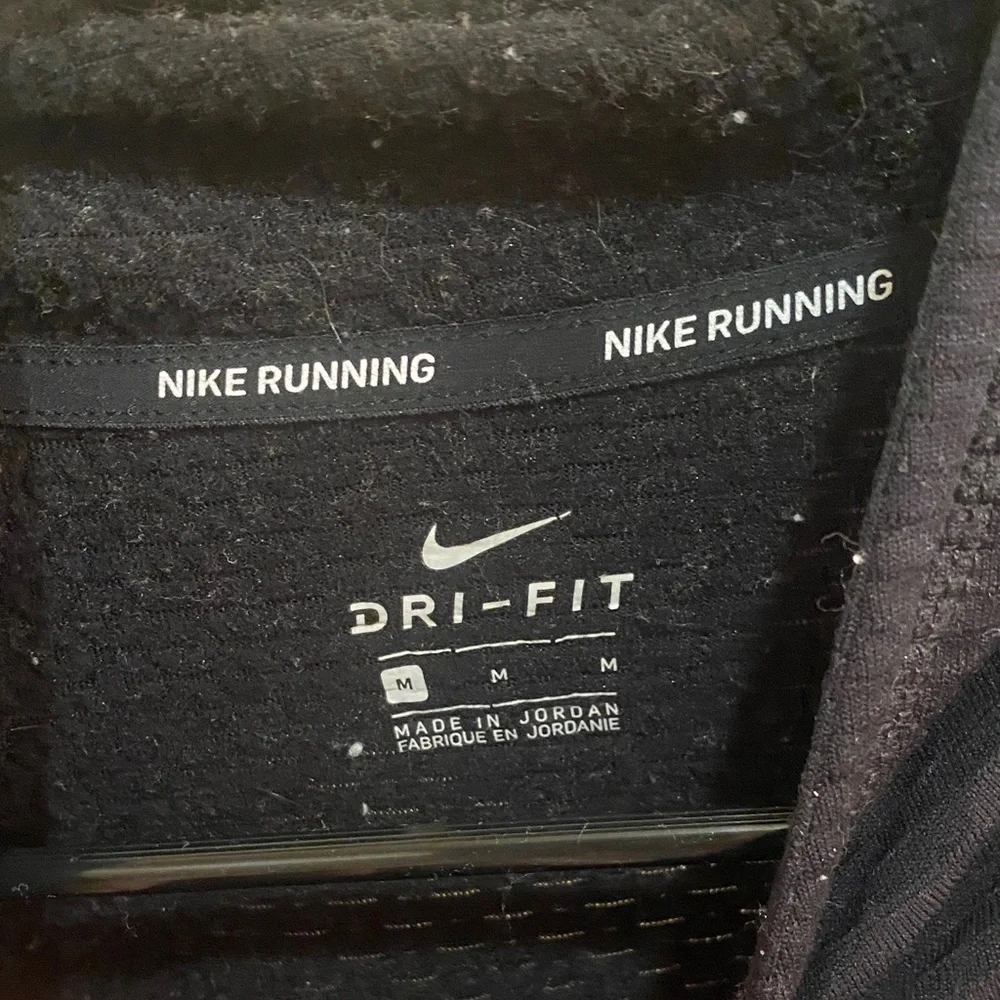 NIKE RUNNING NIKE RUNNING
DRI-FIT
M M M
MADE IN JORDAN
FABRIQUE EN JORDANIE